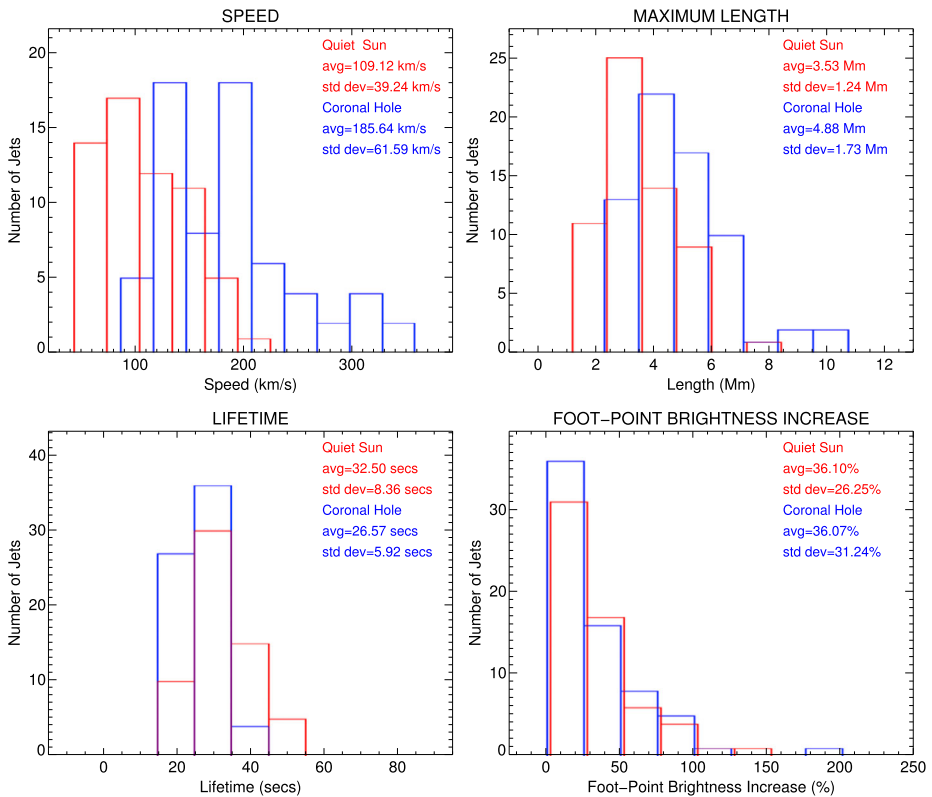 SPEED
Quiet  Sun
avg=109.12 km/s
std dev=39.24 km/s
Coronal Hole
avg=185.64 km/s
std dev=61.59 km/s
Number of Jets
20
15
10
5
0
100
200
300
Speed (km/s)
MAXIMUM LENGTH
Quiet Sun
avg=3.53 Mm
std dev=1.24 Mm
Coronal Hole
avg=4.88 Mm
std dev=1.73 Mm
Number of Jets
25
20
15
10
5
0
0
2
4
6
8
10
12
Length (Mm)
LIFETIME
Quiet Sun
avg=32.50 secs
std dev=8.36 secs
Coronal Hole
avg=26.57 secs
std dev=5.92 secs
Number of Jets
40
30
20
10
0
0
20
40
60
80
Lifetime (secs)
FOOT−POINT BRIGHTNESS INCREASE
Quiet Sun
avg=36.10%
std dev=26.25%
Coronal Hole
avg=36.07%
std dev=31.24%
Number of Jets
30
20
10
0
0
50
100
150
200
250
Foot−Point Brightness Increase (%)